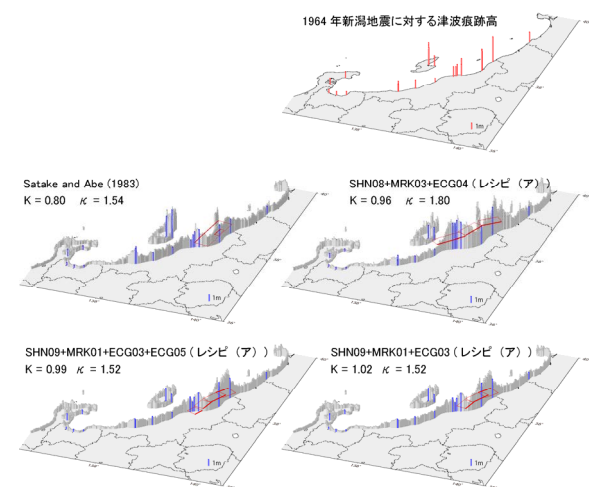 1964 年新潟地震に対する津波痕跡高
1m
Satake and Abe (1983)
K = 0.80 κ = 1.54
1m
SHN08+MRK03+ECG04 ( レシピ （ア） )
K = 0.96 κ = 1.80
1m
SHN09+MRK01+ECG03+ECG05 ( レシピ （ア） )
K = 0.99 κ = 1.52
1m
SHN09+MRK01+ECG03 ( レシピ （ア） )
K = 1.02 κ = 1.52
1m